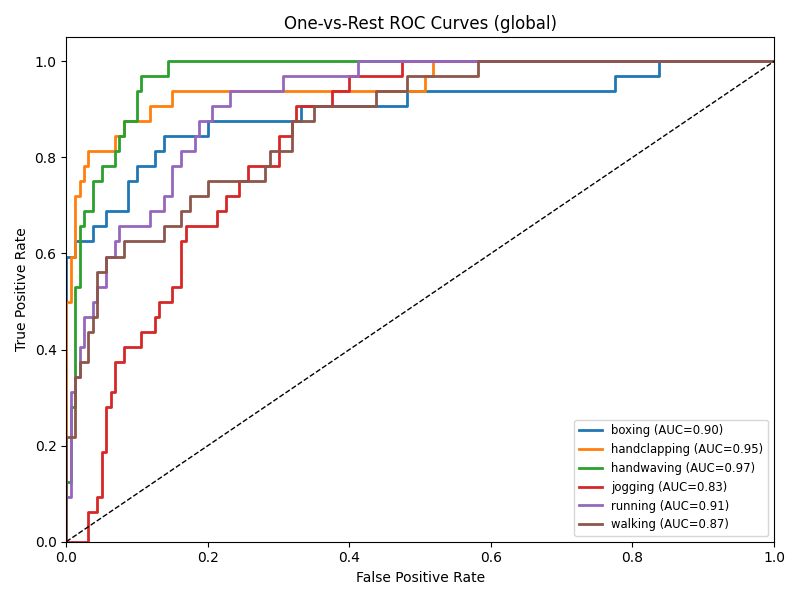 One-vs-Rest ROC Curves (global)
True Positive Rate
1.0
0.8
0.6
0.4
0.2
0.0
0.0 0.2 0.4 0.6 0.8 1.0
False Positive Rate
boxing (AUC=0.90)
handclapping (AUC=0.95)
handwaving (AUC=0.97)
jogging (AUC=0.83)
running (AUC=0.91)
walking (AUC=0.87)